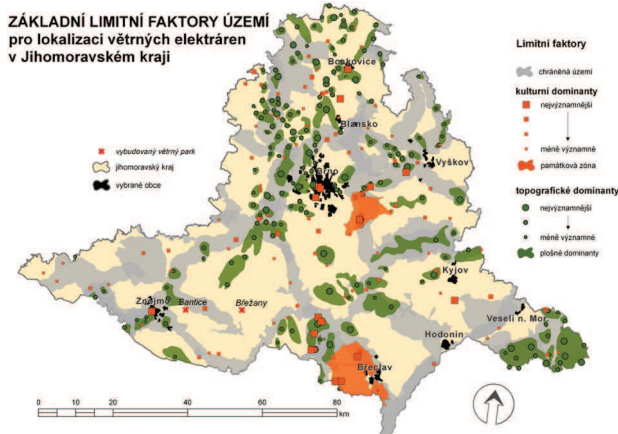 ZÁKLADNÍ LIMITNÍ FAKTORY ÚZEMÍ
pro lokalizaci větrných elektráren
v Jihomoravském kraji
vybudovaný větrný park
jihomoravský kraj
vybrané obce
Boskovice
Blansko
Vyškov
Brno
Kyjov
Znojmo
Bantice
Břežany
Veselí n. Mor.
Hodonín
Břeclav
0 20 40 60 80
km
Limitní faktory
chráněná území
kulturní dominanty
nejvýznamnější
méně významné
památková zóna
topografické dominanty
nejvýznamnější
méně významné
plošné dominanty